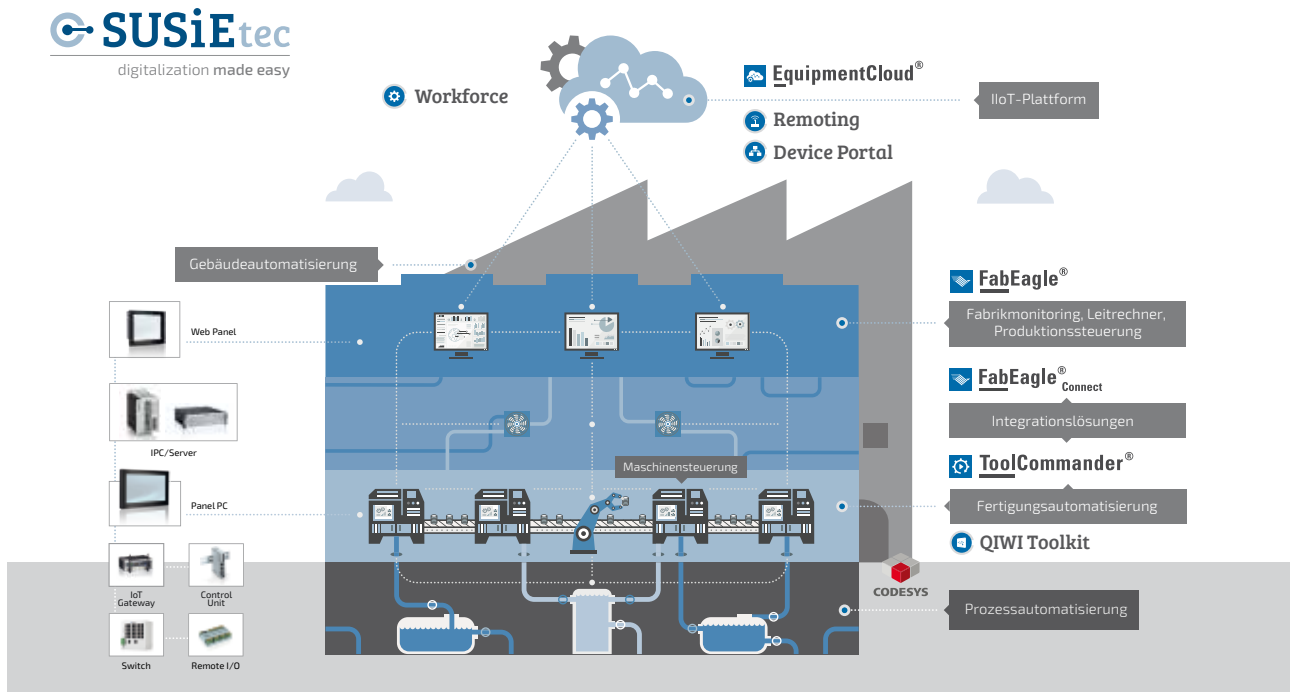 SUSiEtec
digitalization made easy
Workforce
EquipmentCloud®
IIoT-Plattform
Remoting
Device Portal
Gebäudeautomatisierung
FabEagle®
Fabrikmonitoring, Leitrechner,
Produktionssteuerung
Web Panel
FabEagle® Connect
Integrationslösungen
IPC/Server
Maschinensteuerung
ToolCommander®
Panel PC
Fertigungsautomatisierung
QIWI Toolkit
IoT
Gateway
Control
Unit
CODESYS
Prozessautomatisierung
Switch
Remote I/O